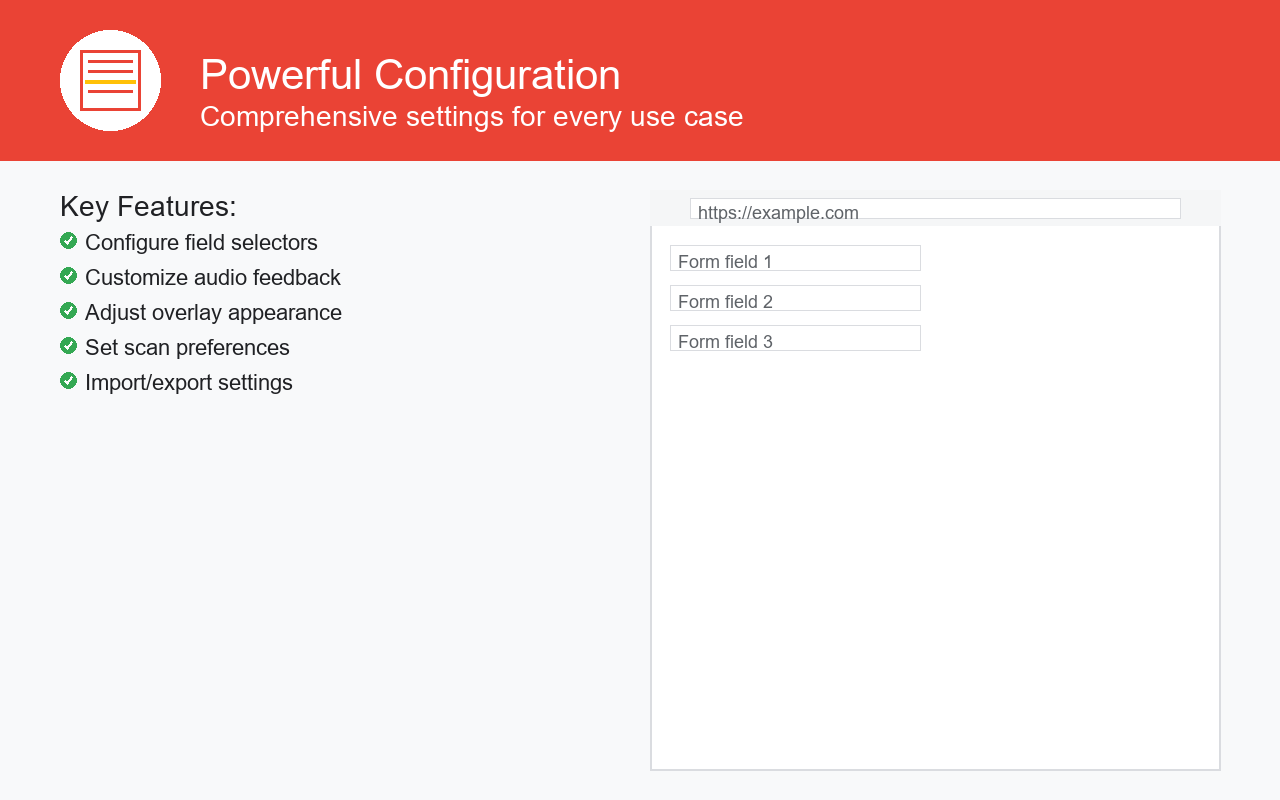 Powerful Configuration
Comprehensive settings for every use case
Key Features:
Configure field selectors
Customize audio feedback
Adjust overlay appearance
Set scan preferences
Import/export settings
https://example.com
Form field 1
Form field 2
Form field 3